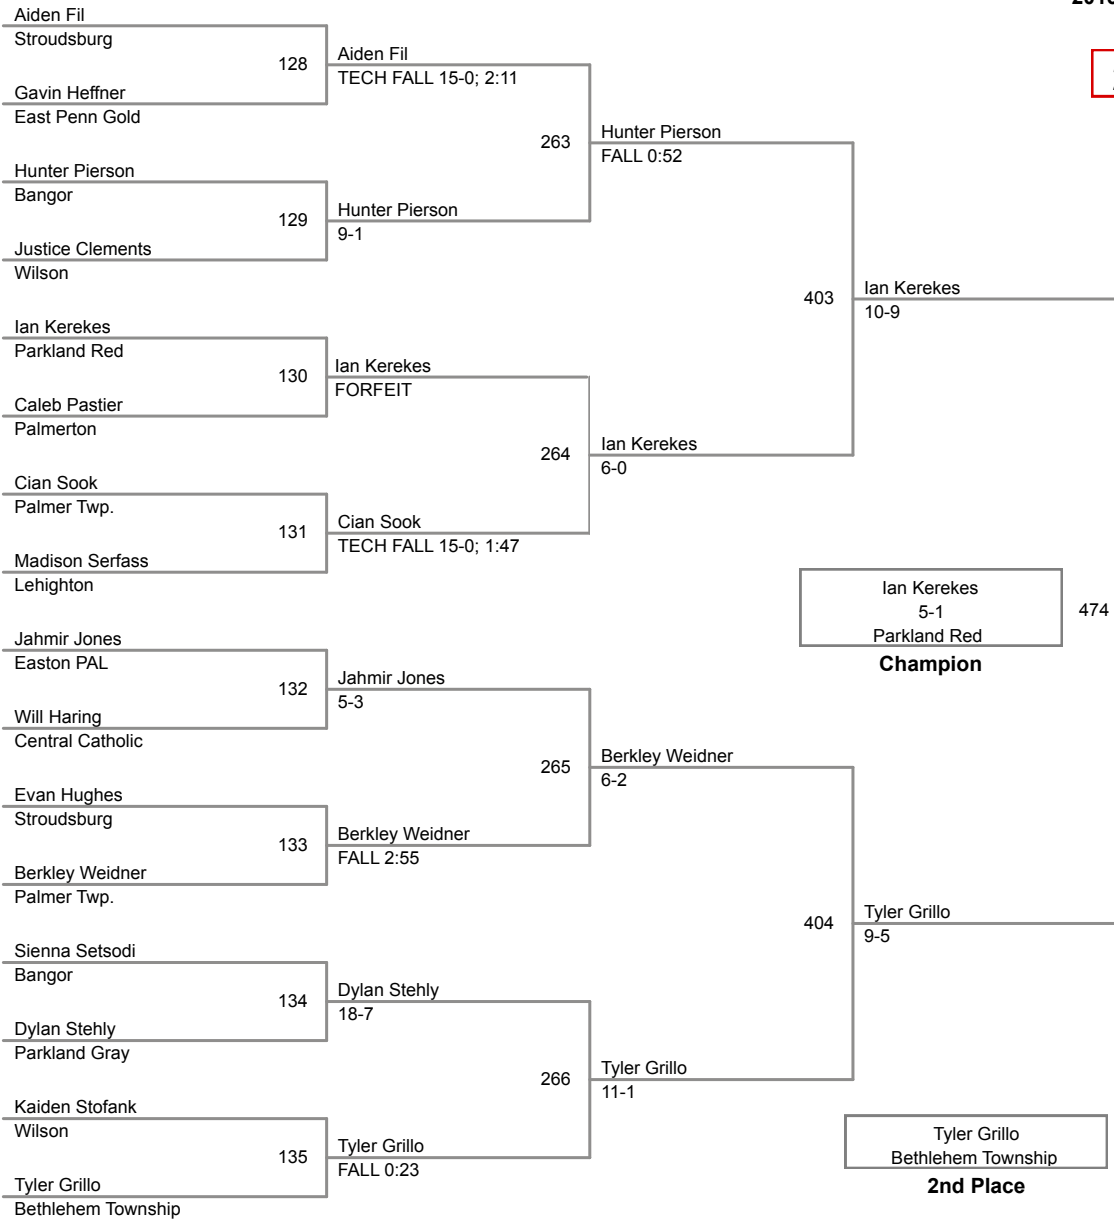 Aiden Fil
Stroudsburg
128
Gavin Heffner
East Penn Gold
Hunter Pierson
Bangor
129
Justice Clements
Wilson
Ian Kerekes
Parkland Red
130
Caleb Pastier
Palmerton
Cian Sook
Palmer Twp.
131
Madison Serfass
Lehighton
Jahmir Jones
Easton PAL
132
Will Haring
Central Catholic
Evan Hughes
Stroudsburg
133
Berkley Weidner
Palmer Twp.
Sienna Setsodi
Bangor
134
Dylan Stehly
Parkland Gray
Kaiden Stofank
Wilson
135
Tyler Grillo
Bethlehem Township
Aiden Fil
TECH FALL 15-0; 2:11
263
Hunter Pierson
9-1
Ian Kerekes
FORFEIT
264
Cian Sook
TECH FALL 15-0; 1:47
Jahmir Jones
5-3
265
Berkley Weidner
FALL 2:55
Dylan Stehly
18-7
266
Tyler Grillo
FALL 0:23
Hunter Pierson
FALL 0:52
403
Ian Kerekes
6-0
Berkley Weidner
6-2
404
Tyler Grillo
11-1
Ian Kerekes
10-9
Ian Kerekes
5-1
Parkland Red
Champion
474
Tyler Grillo
9-5
Tyler Grillo
Bethlehem Township
2nd Place